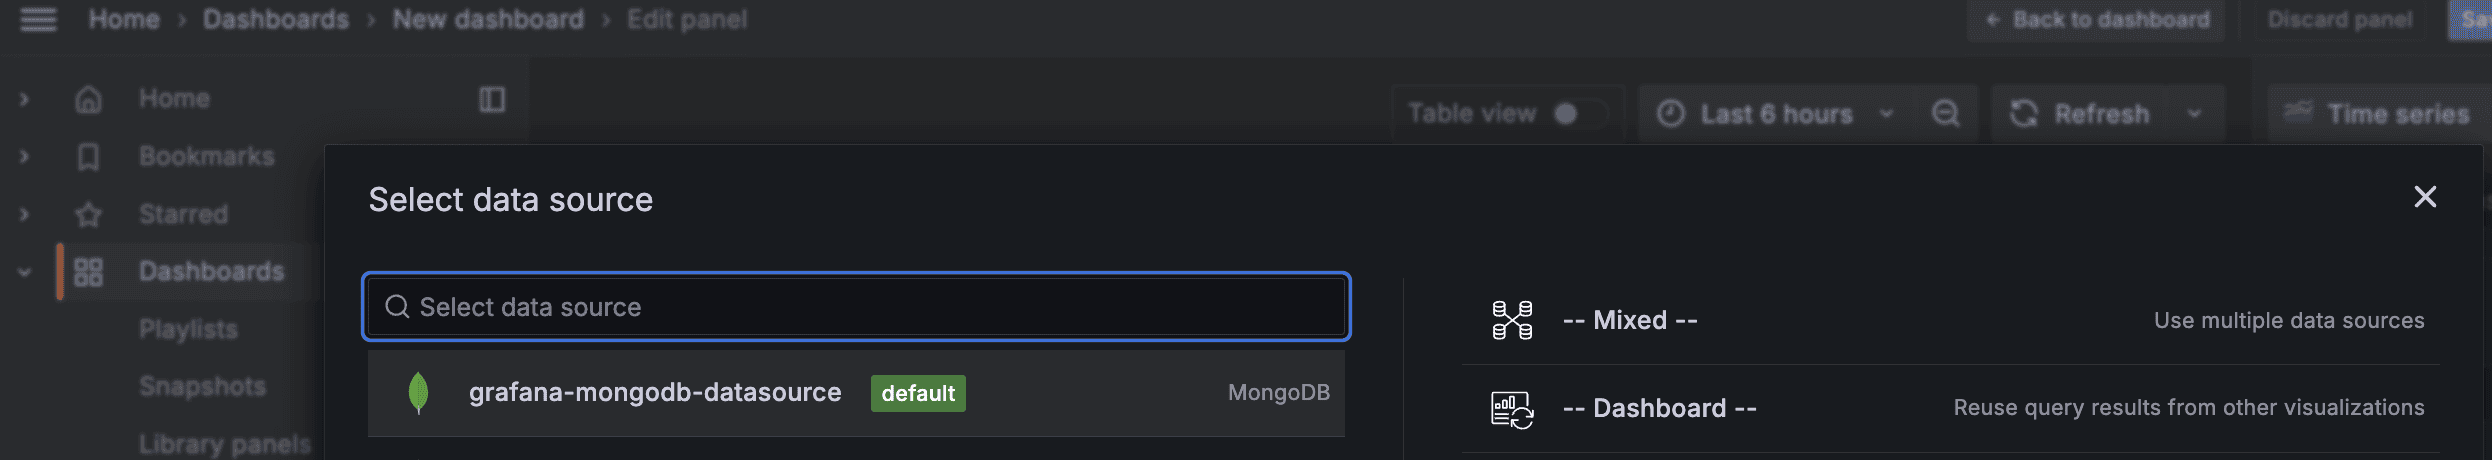 Home › Dashboards › New dashboard › Edit panel
← Back to dashboard
Discard panel
Home
Table view
Last 6 hours
Refresh
Time series
Bookmarks
Starred
Dashboards
Playlists
Snapshots
Library panels
Select data source
Select data source
grafana-mongodb-datasource default MongoDB
-- Mixed -- Use multiple data sources
-- Dashboard -- Reuse query results from other visualizations